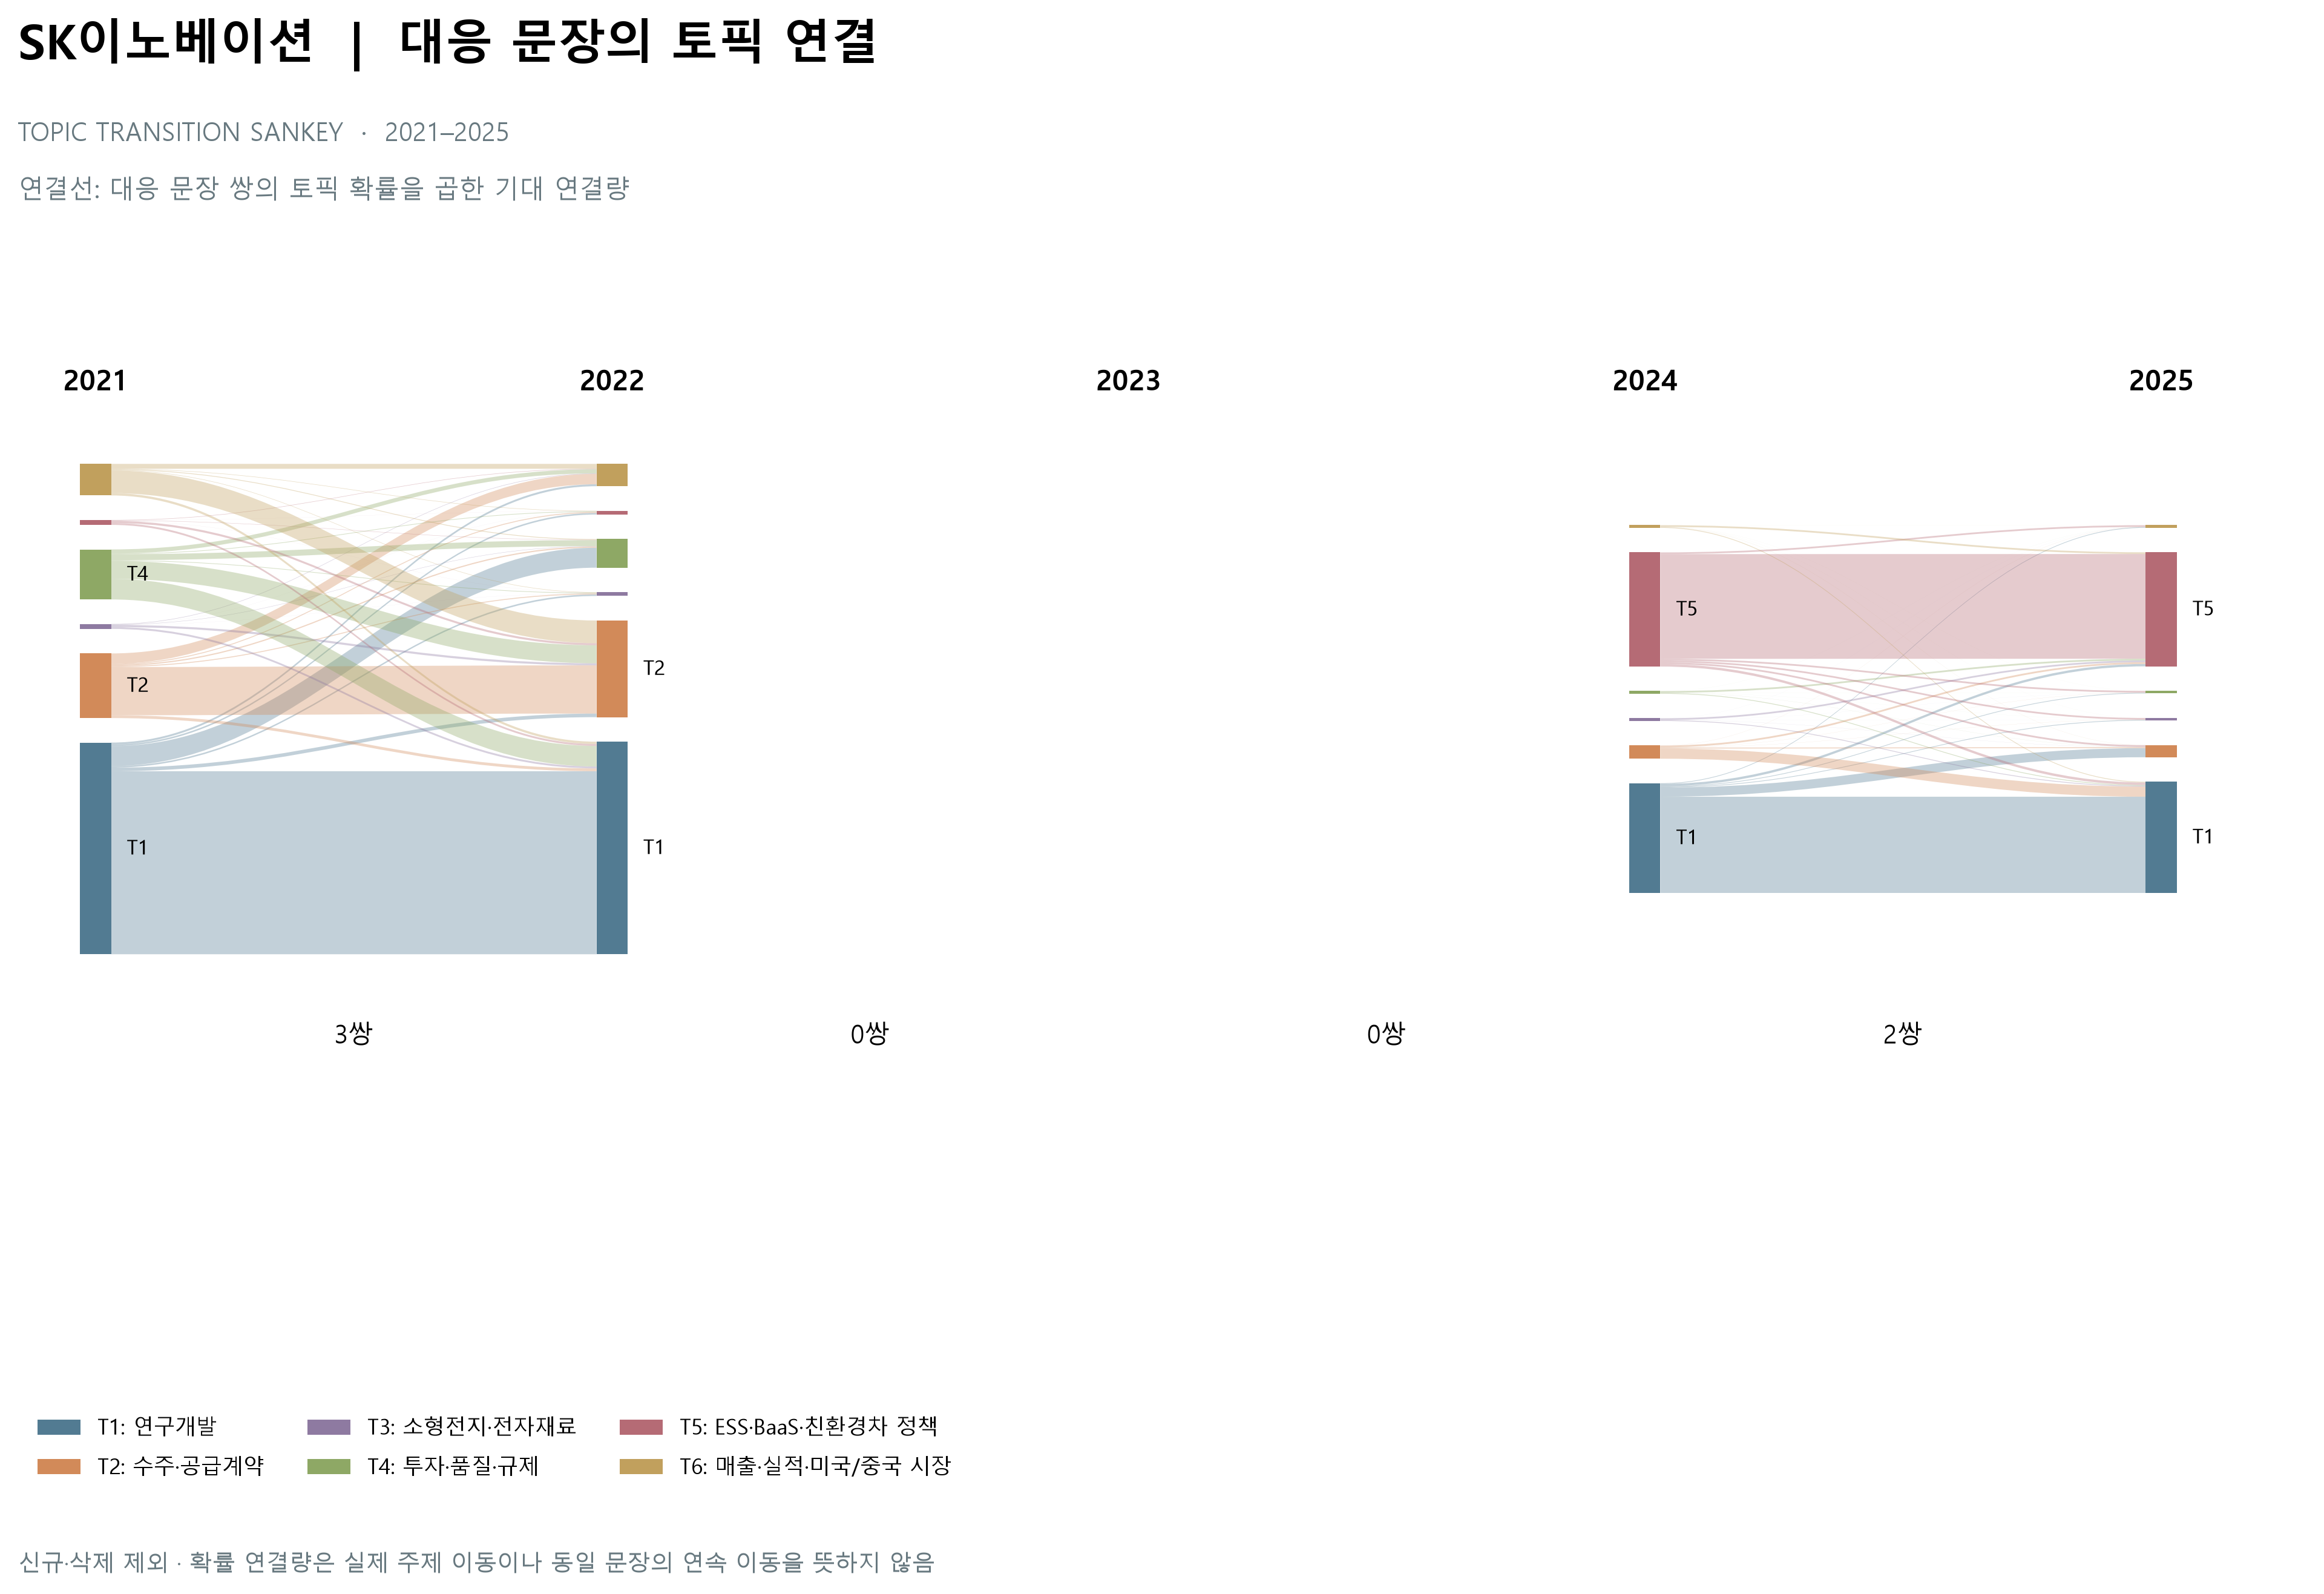 SK이노베이션 | 대응 문장의 토픽 연결
TOPIC TRANSITION SANKEY · 2021–2025
연결선: 대응 문장 쌍의 토픽 확률을 곱한 기대 연결량
2021 2022 2023 2024 2025
T4
T5 T5
T2
T2
T1 T1
T1 T1
3쌍 0쌍 0쌍 2쌍
T1: 연구개발 T3: 소형전지·전자재료 T5: ESS·BaaS·친환경차 정책
T2: 수주·공급계약 T4: 투자·품질·규제 T6: 매출·실적·미국/중국 시장
신규·삭제 제외 · 확률 연결량은 실제 주제 이동이나 동일 문장의 연속 이동을 뜻하지 않음